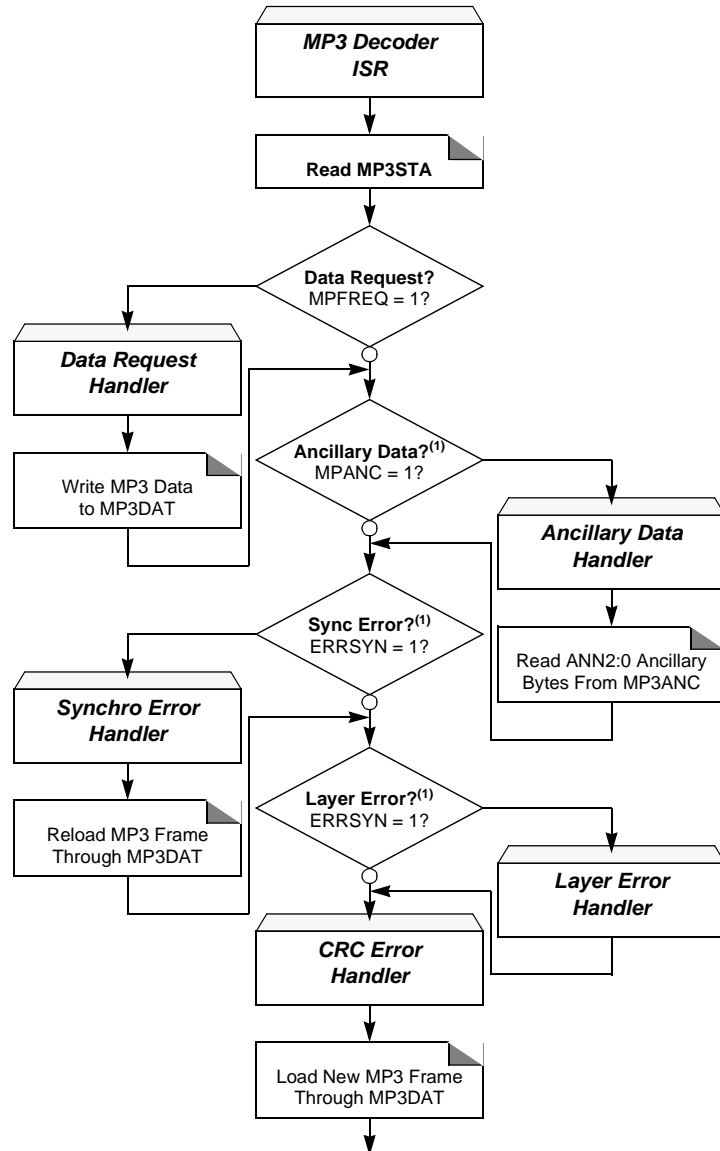 MP3 Decoder
ISR
Read MP3STA
Data Request?
MPFREQ = 1?
Data Request
Handler
Write MP3 Data
to MP3DAT
Ancillary Data?(1)
MPANC = 1?
Ancillary Data
Handler
Read ANN2:0 Ancillary
Bytes From MP3ANC
Sync Error?(1)
ERRSYN = 1?
Synchro Error
Handler
Reload MP3 Frame
Through MP3DAT
Layer Error?(1)
ERRSYN = 1?
Layer Error
Handler
CRC Error
Handler
Load New MP3 Frame
Through MP3DAT